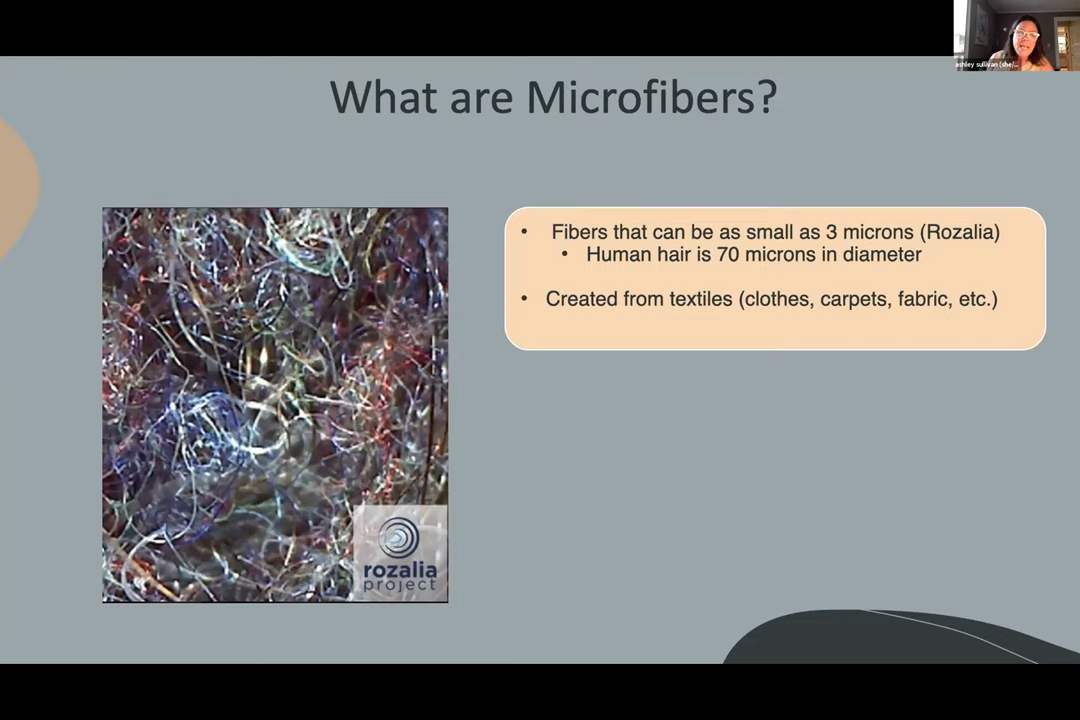 ashley sullivan (she/...
What are Microfibers?
• Fibers that can be as small as 3 microns (Rozalia)
• Human hair is 70 microns in diameter
• Created from textiles (clothes, carpets, fabric, etc.)
rozalia
project